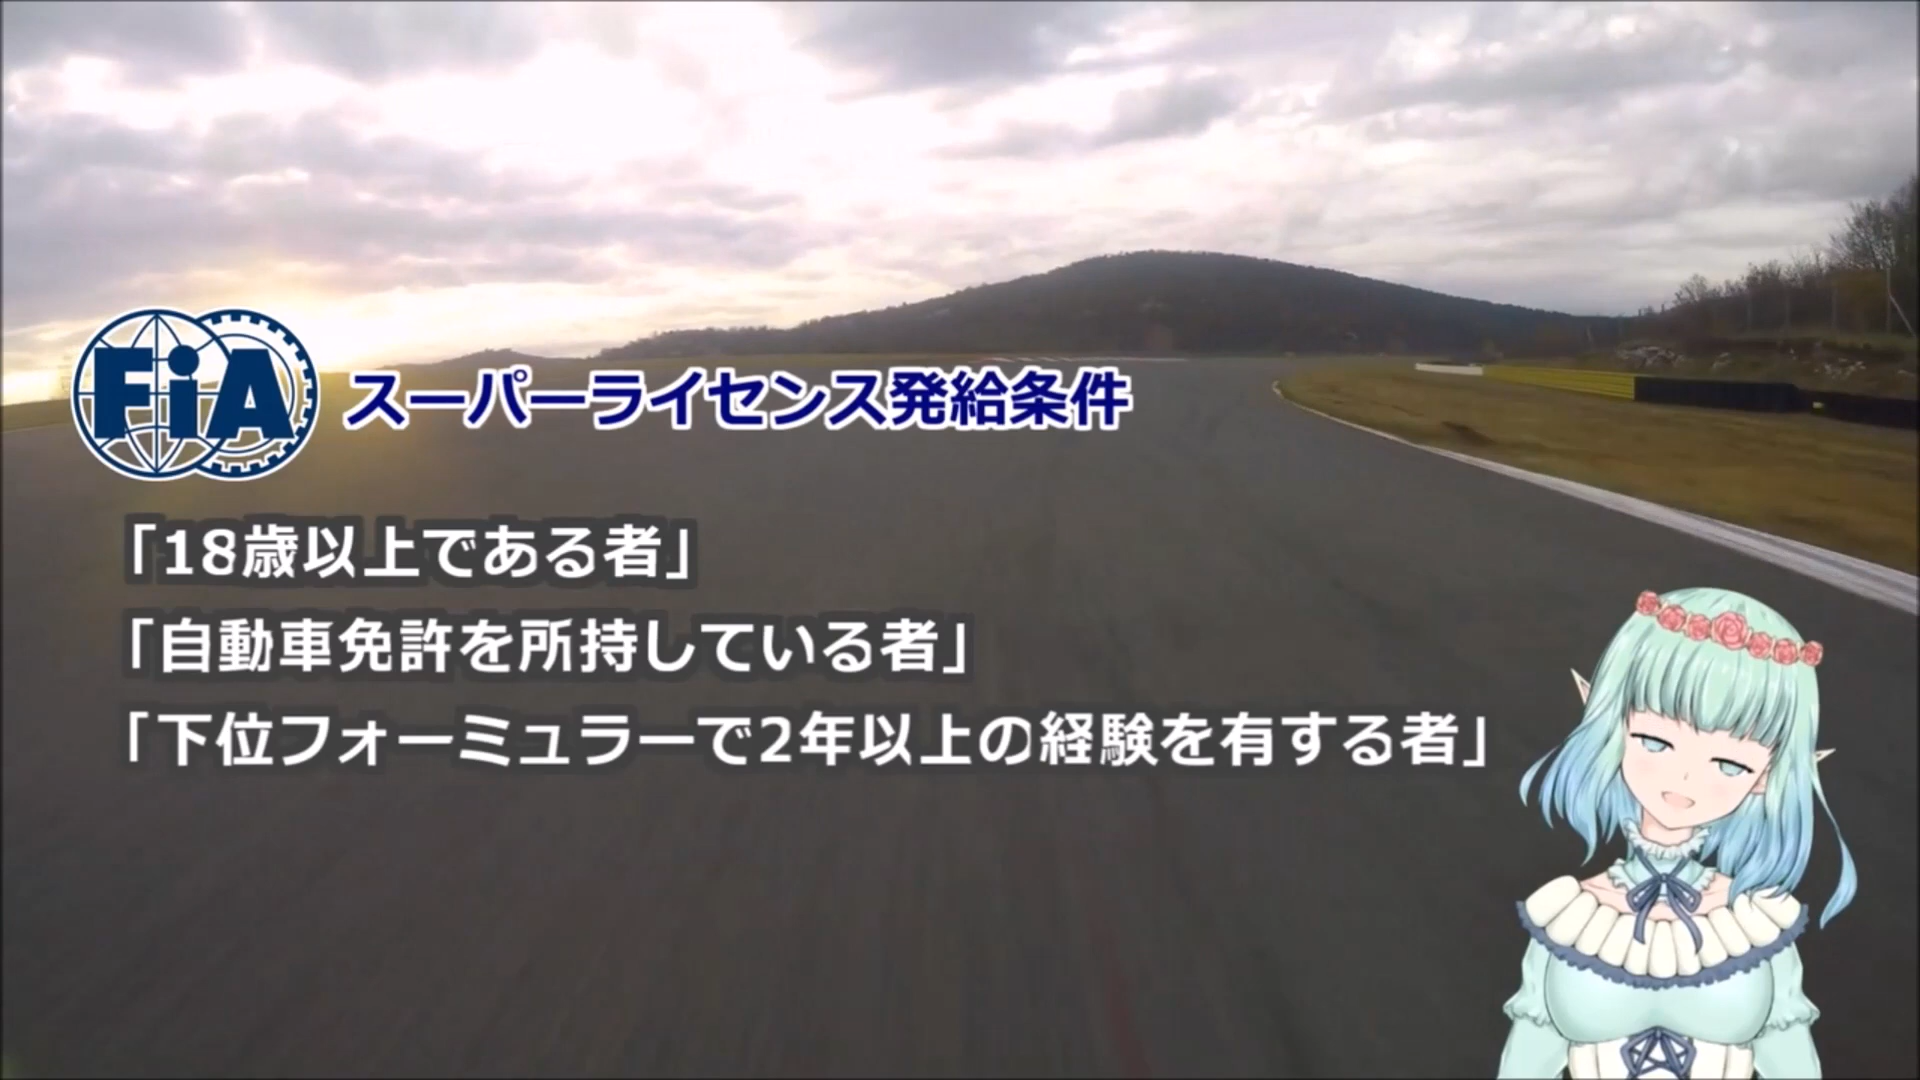 FiA スーパーライセンス発給条件
「18歳以上である者」
「自動車免許を所持している者」
「下位フォーミュラーで2年以上の経験を有する者」